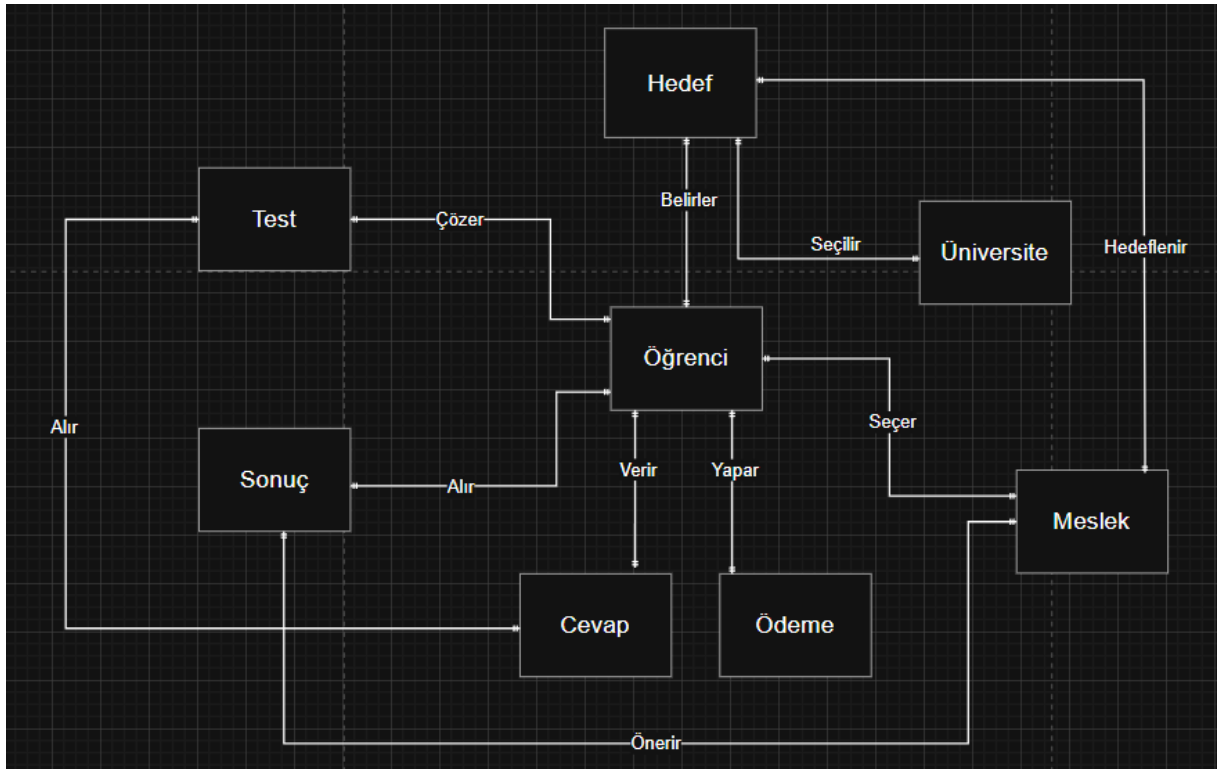 Hedef
Test
Çözer
Belirler
Seçilir
Üniversite
Hedeflenir
Öğrenci
Alır
Seçer
Sonuç
Alır
Verir
Yapar
Meslek
Cevap
Ödeme
Önerir